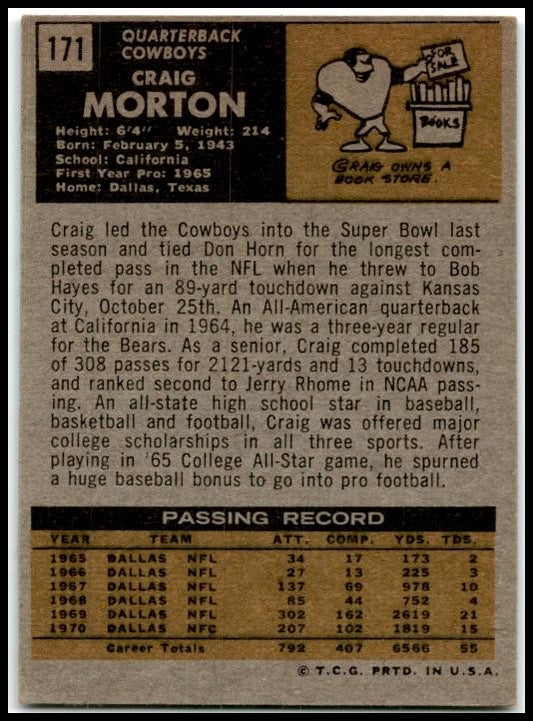 171
QUARTERBACK
COWBOYS
CRAIG
MORTON
Height: 6'4" Weight: 214
Born: February 5, 1943
School: California
First Year Pro: 1965
Home: Dallas, Texas
FOR
SALE
BOOKS
CRAIG OWNS A
BOOK STORE.
Craig led the Cowboys into the Super Bowl last
season and tied Don Horn for the longest com-
pleted pass in the NFL when he threw to Bob
Hayes for an 89-yard touchdown against Kansas
City, October 25th. An All-American quarterback
at California in 1964, he was a three-year regular
for the Bears. As a senior, Craig completed 185
of 308 passes for 2121-yards and 13 touchdowns,
and ranked second to Jerry Rhome in NCAA pass-
ing. An all-state high school star in baseball,
basketball and football, Craig was offered major
college scholarships in all three sports. After
playing in '65 College All-Star game, he spurned
a huge baseball bonus to go into pro football.
PASSING RECORD
YEAR TEAM ATT. COMP. YDS. TDS.
1965 DALLAS NFL 34 17 173 2
1966 DALLAS NFL 27 13 225 3
1967 DALLAS NFL 137 69 978 10
1968 DALLAS NFL 85 44 752 4
1969 DALLAS NFL 302 162 2619 21
1970 DALLAS NFC 207 102 1819 15
Career Totals 792 407 6566 55
© T.C.G. PRTD. IN U.S.A.